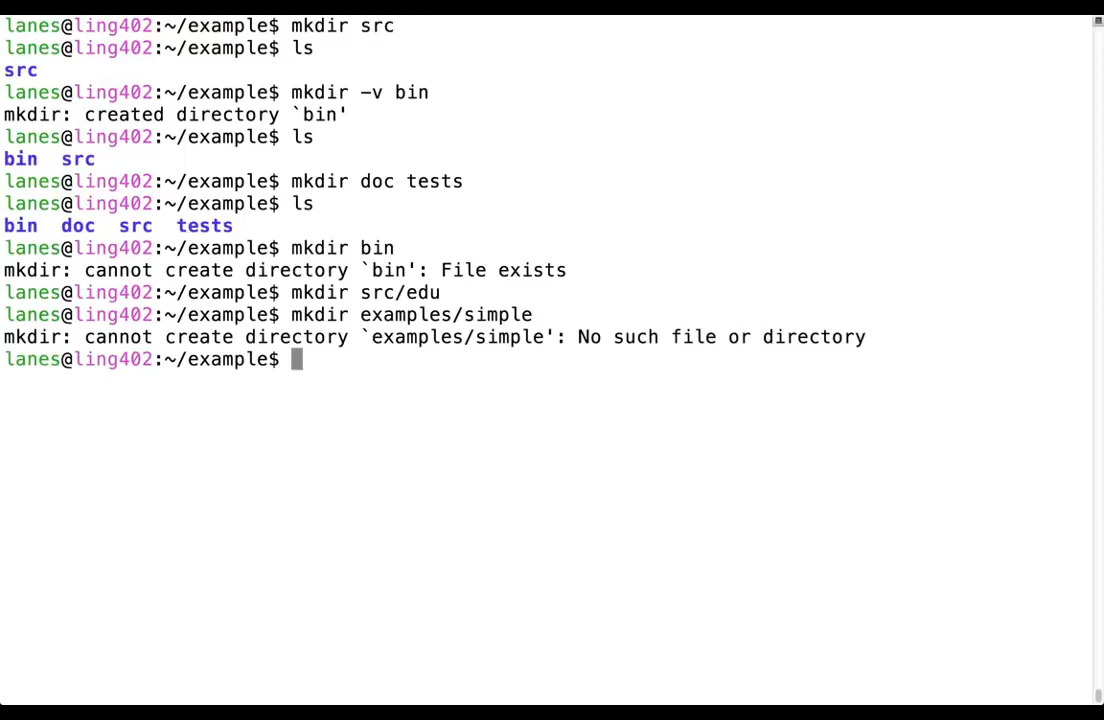 lanes@ling402:~/example$ mkdir src
lanes@ling402:~/example$ ls
src
lanes@ling402:~/example$ mkdir -v bin
mkdir: created directory `bin'
lanes@ling402:~/example$ ls
bin  src
lanes@ling402:~/example$ mkdir doc tests
lanes@ling402:~/example$ ls
bin  doc  src  tests
lanes@ling402:~/example$ mkdir bin
mkdir: cannot create directory `bin': File exists
lanes@ling402:~/example$ mkdir src/edu
lanes@ling402:~/example$ mkdir examples/simple
mkdir: cannot create directory `examples/simple': No such file or directory
lanes@ling402:~/example$